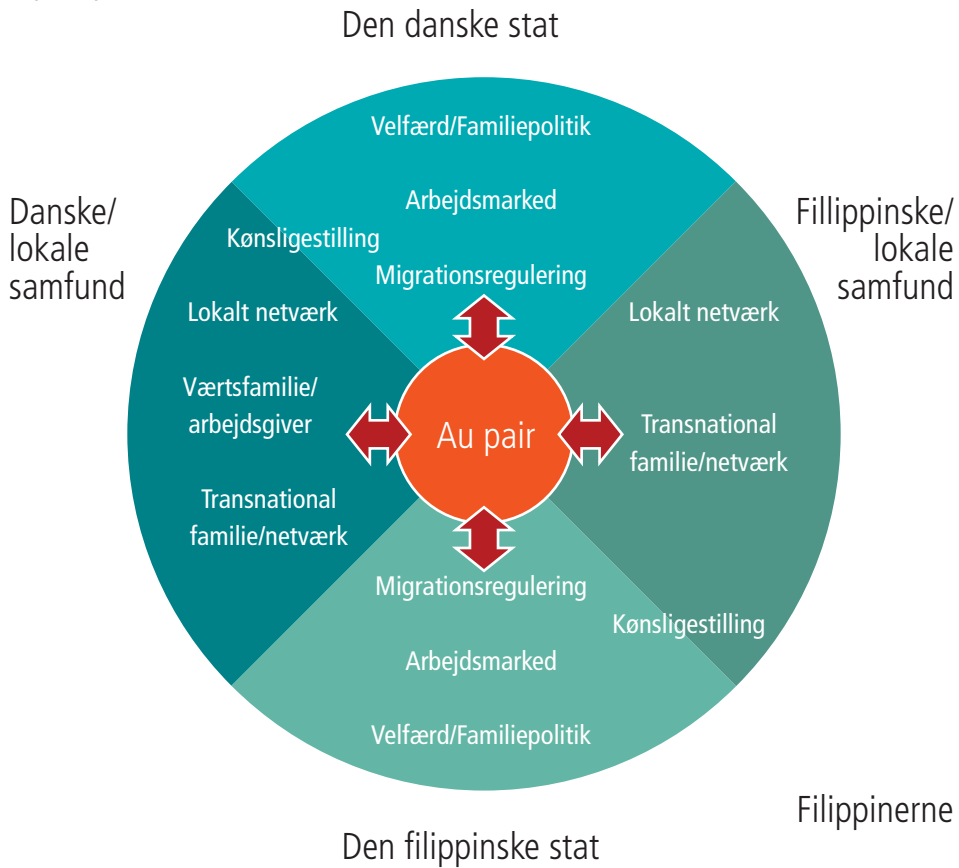 Den danske stat
Velfærd/Familiepolitik
Arbejdsmarked
Kønsligestilling
Migrationsregulering
Danske/
lokale
samfund
Fillippinske/
lokale
samfund
Lokalt netværk
Værtsfamilie/
arbejdsgiver
Transnational
familie/netværk
Au pair
Lokalt netværk
Transnational
familie/netværk
Migrationsregulering
Kønsligestilling
Arbejdsmarked
Velfærd/Familiepolitik
Filippinerne
Den filippinske stat